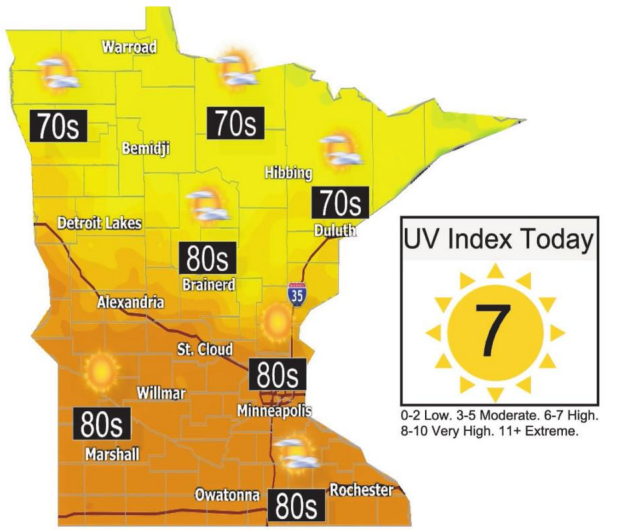 Warroad
70s
70s
Bemidji
Hibbing
70s
Duluth
Detroit Lakes
80s
Brainerd
35
Alexandria
St. Cloud
80s
Minneapolis
Willmar
80s
Marshall
Owatonna
80s
Rochester
UV Index Today
7
0-2 Low. 3-5 Moderate. 6-7 High.
8-10 Very High. 11+ Extreme.